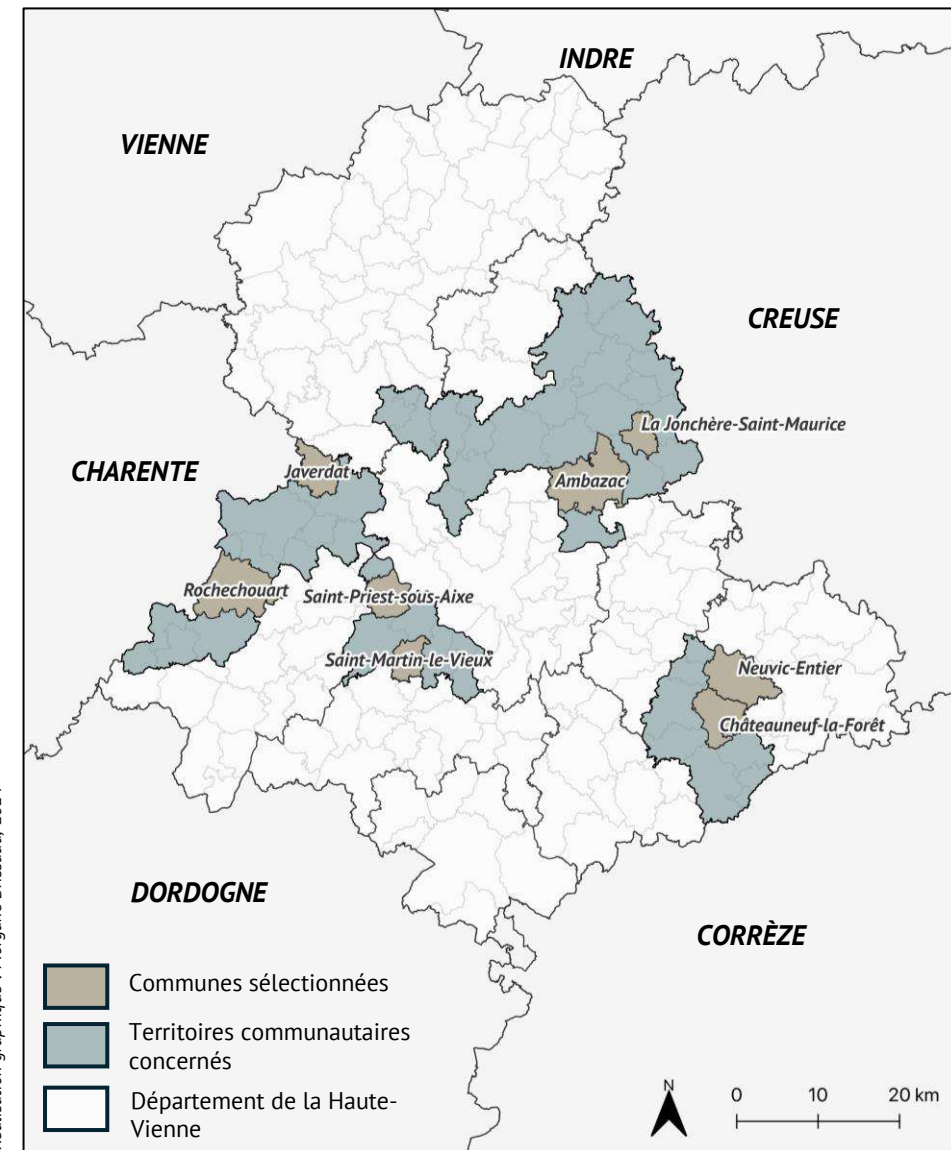 INDRE
VIENNE
CREUSE
La Jonchère-Saint-Maurice
CHARENTE
Javerdat
Ambazac
Rochechouart
Saint-Priest-sous-Aixe
Saint-Martin-le-Vieux
Neuvic-Entier
Châteauneuf-la-Forêt
DORDOGNE
CORRÈZE
Communes sélectionnées
Territoires communautaires
concernés
Département de la Haute-
Vienne
N
0 10 20 km